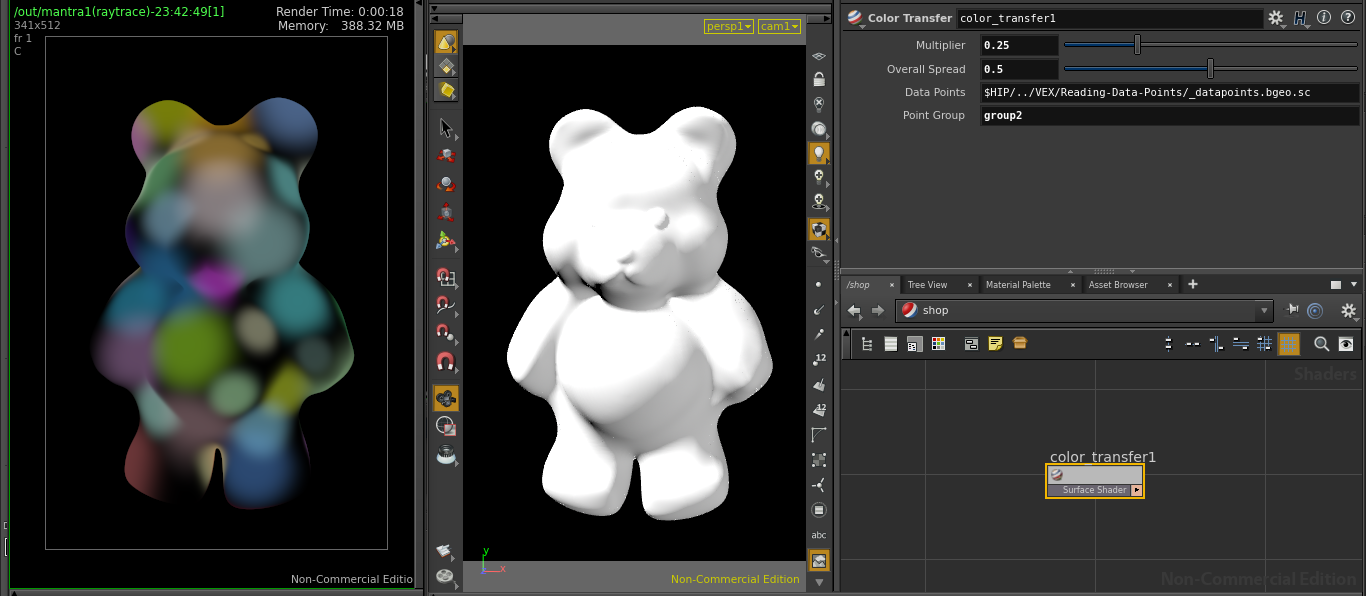 /out/mantra1(raytrace)-23:42:49[1]
Render Time: 0:00:18
341x512
Memory: 388.32 MB
fr 1
C
Non-Commercial Editio
persp1
cam1
12
12
abc
y
x
Non-Commercial Edition
Color Transfer
color_transfer1
Multiplier
0.25
Overall Spread
0.5
Data Points
$HIP/../VEX/Reading-Data-Points/_datapoints.bgeo.sc
Point Group
group2
/shop
Tree View
Material Palette
Asset Browser
shop
Shaders
color_transfer1
Surface Shader
Non-Commercial Edition